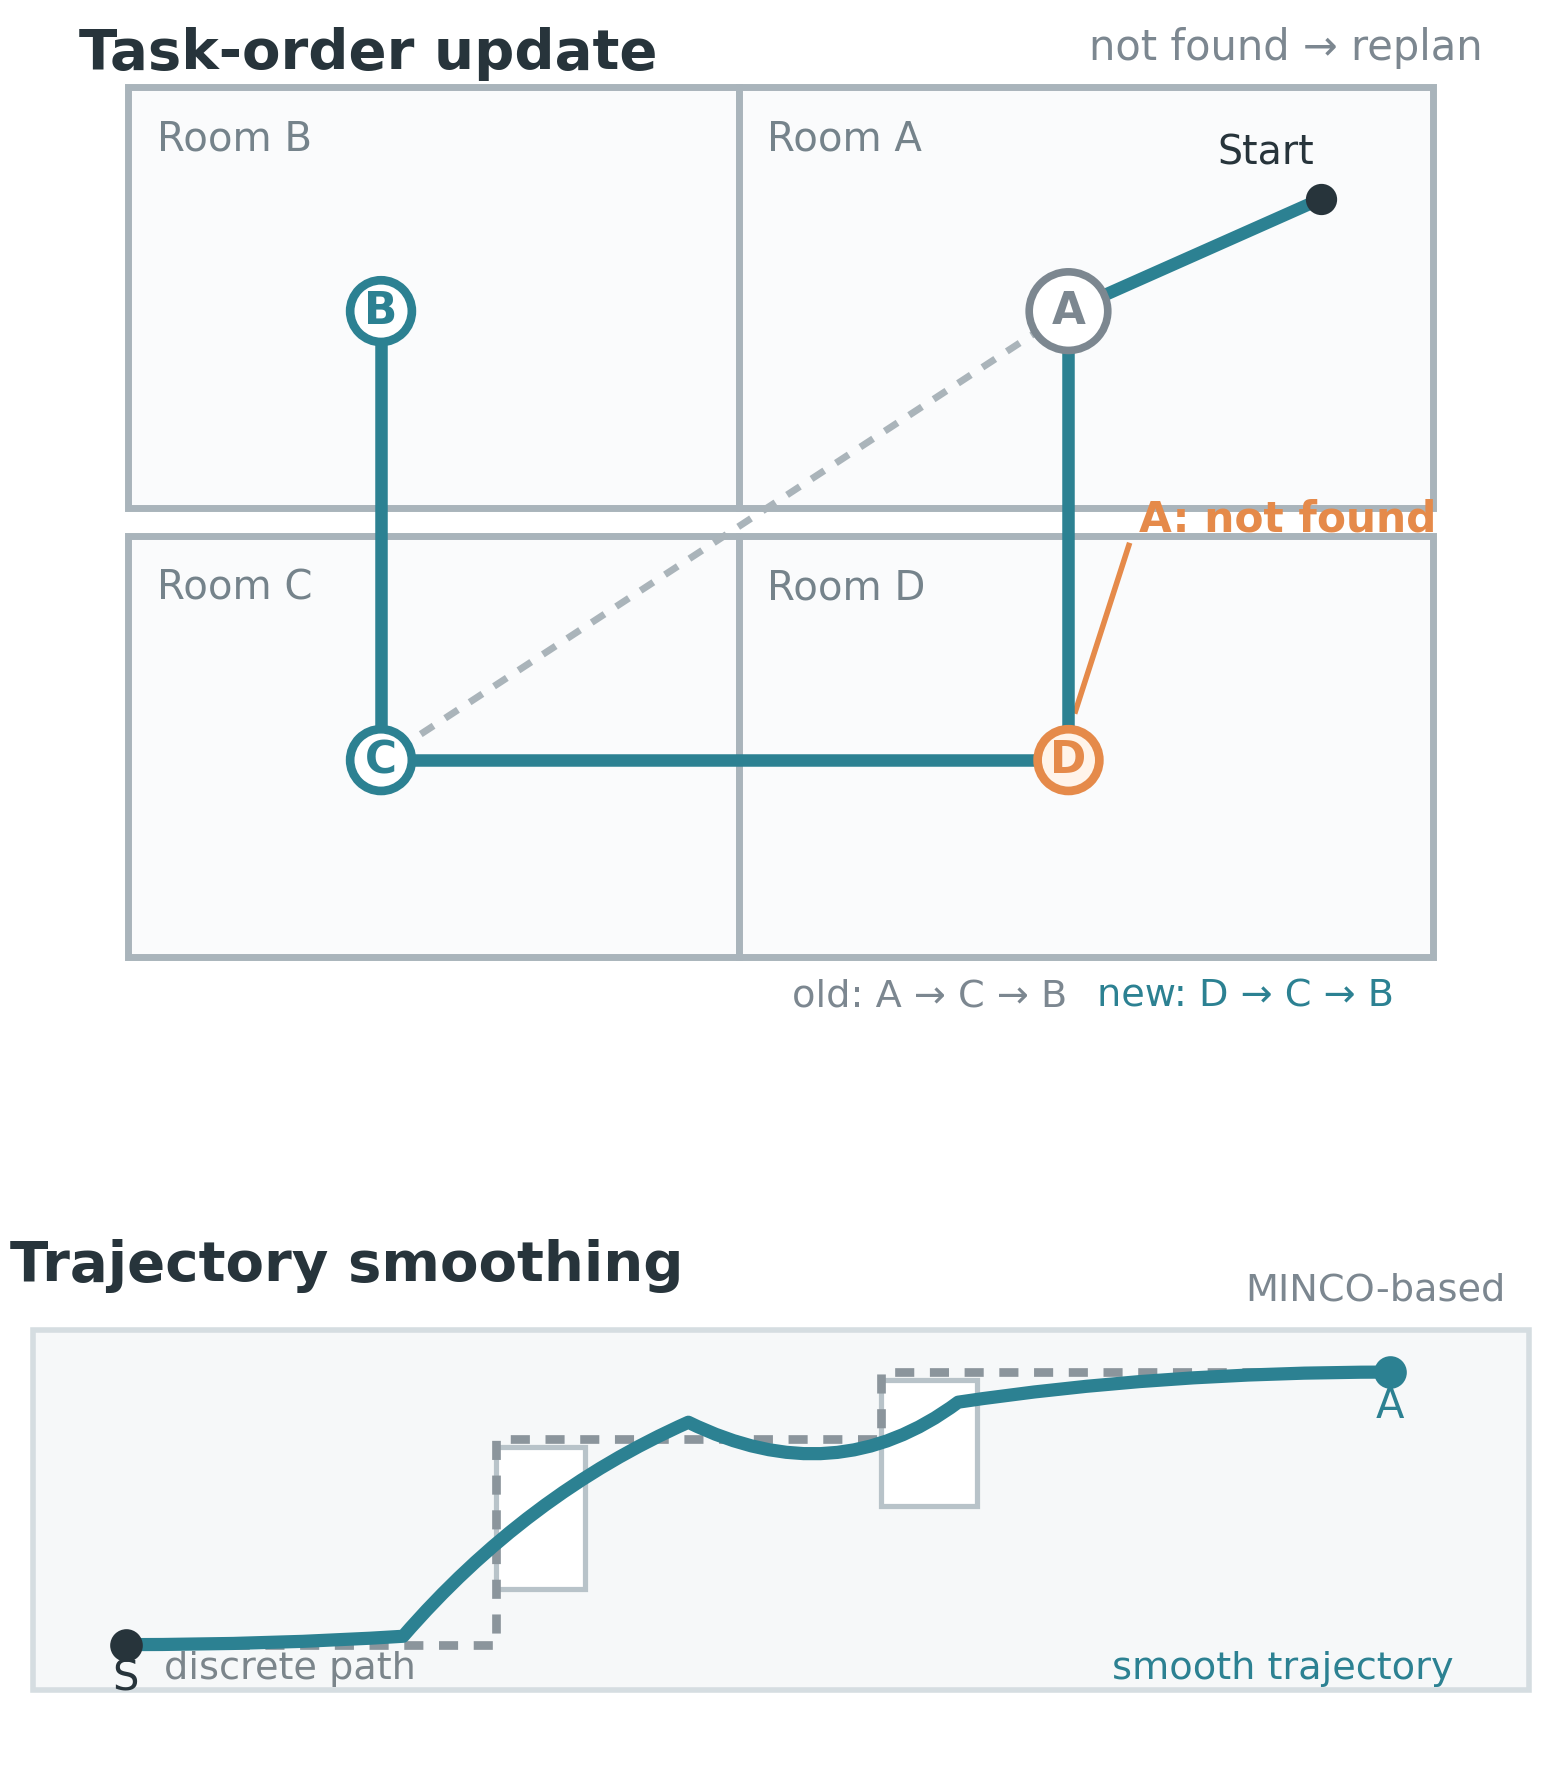 Task-order update
not found → replan
Room B
Room A
Start
B
A
A: not found
Room C
Room D
C
D
old: A → C → B
new: D → C → B
Trajectory smoothing
MINCO-based
A
S
discrete path
smooth trajectory